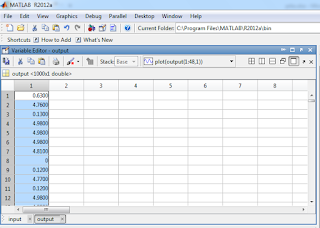 MATLAB R2012a
File Edit View Graphics Debug Parallel Desktop Window Help
Current Folder: C:\Program Files\MATLAB\R2012a\bin
Shortcuts How to Add What's New
Variable Editor - output
Stack: Base plot(output(1:48,1))
output <1000x1 double>
1 2 3 4 5 6 7 8
1 0.6300
2 4.7600
3 0.1300
4 4.9800
5 4.9800
6 4.9800
7 4.8100
8 0
9 0.1200
10 4.7700
11 0.1200
12 4.9800
input output